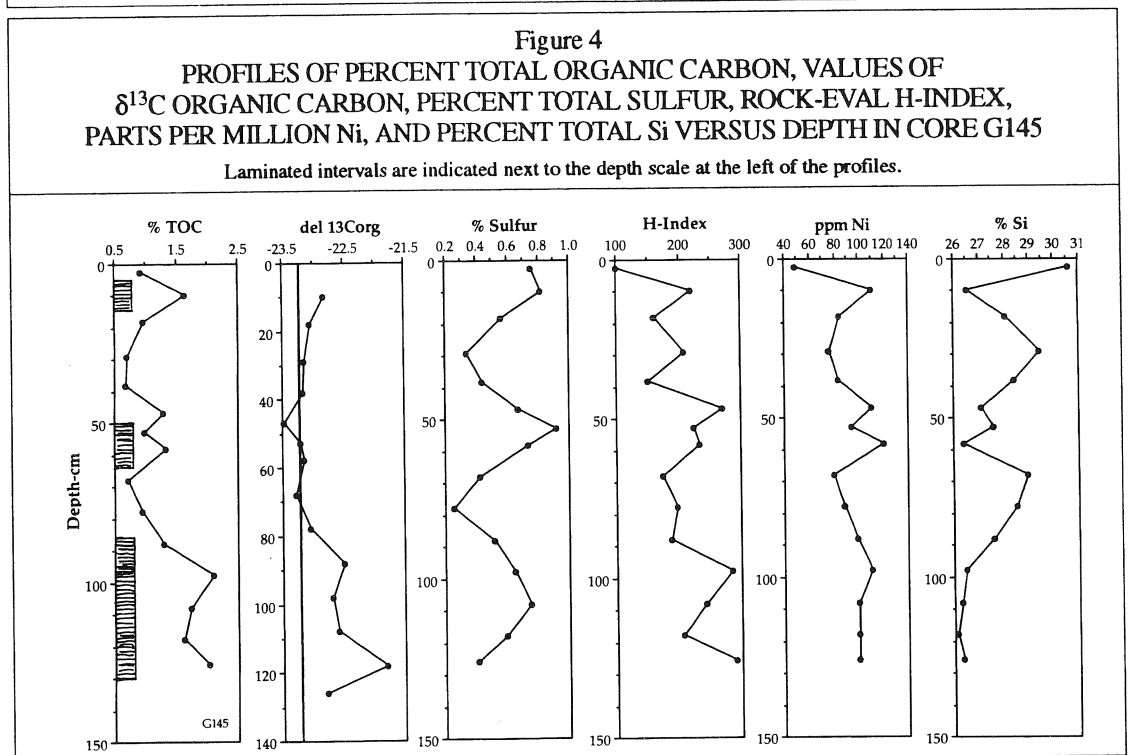 Figure 4
PROFILES OF PERCENT TOTAL ORGANIC CARBON, VALUES OF
δ13C ORGANIC CARBON, PERCENT TOTAL SULFUR, ROCK-EVAL H-INDEX,
PARTS PER MILLION Ni, AND PERCENT TOTAL Si VERSUS DEPTH IN CORE G145
Laminated intervals are indicated next to the depth scale at the left of the profiles.
% TOC
0.5 1.5 2.5
0
50
100
150
Depth-cm
G145
del 13Corg
-23.5 -22.5 -21.5
0
20
40
60
80
100
120
140
% Sulfur
0.2 0.4 0.6 0.8 1.0
0
50
100
150
H-Index
100 200 300
0
50
100
150
ppm Ni
40 60 80 100 120 140
0
50
100
150
% Si
26 27 28 29 30 31
0
50
100
150